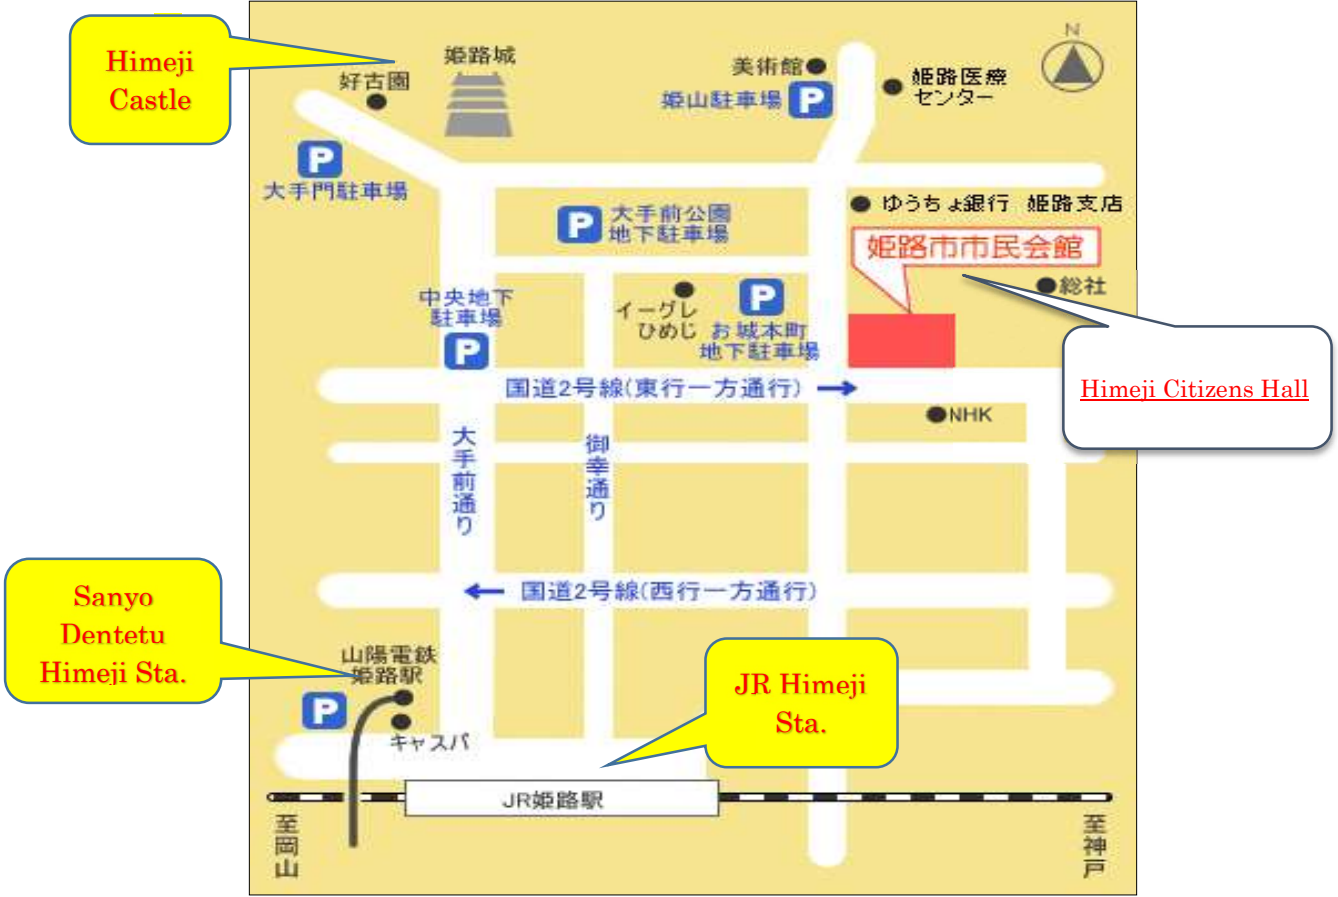 Himeji
Castle
姫路城
好古園
美術館
姫山駐車場
P
姫路医療
センター
N
P
大手門駐車場
P
大手前公園
地下駐車場
ゆうちょ銀行 姫路支店
姫路市市民会館
総社
中央地下
駐車場
P
イーグレ
ひめじ
P
お城本町
地下駐車場
Himeji Citizens Hall
国道2号線(東行一方通行)
NHK
大手前通り
御幸通り
国道2号線(西行一方通行)
Sanyo
Dentetu
Himeji Sta.
山陽電鉄
姫路駅
P
キャスパ
JR Himeji
Sta.
JR姫路駅
至岡山
至神戸